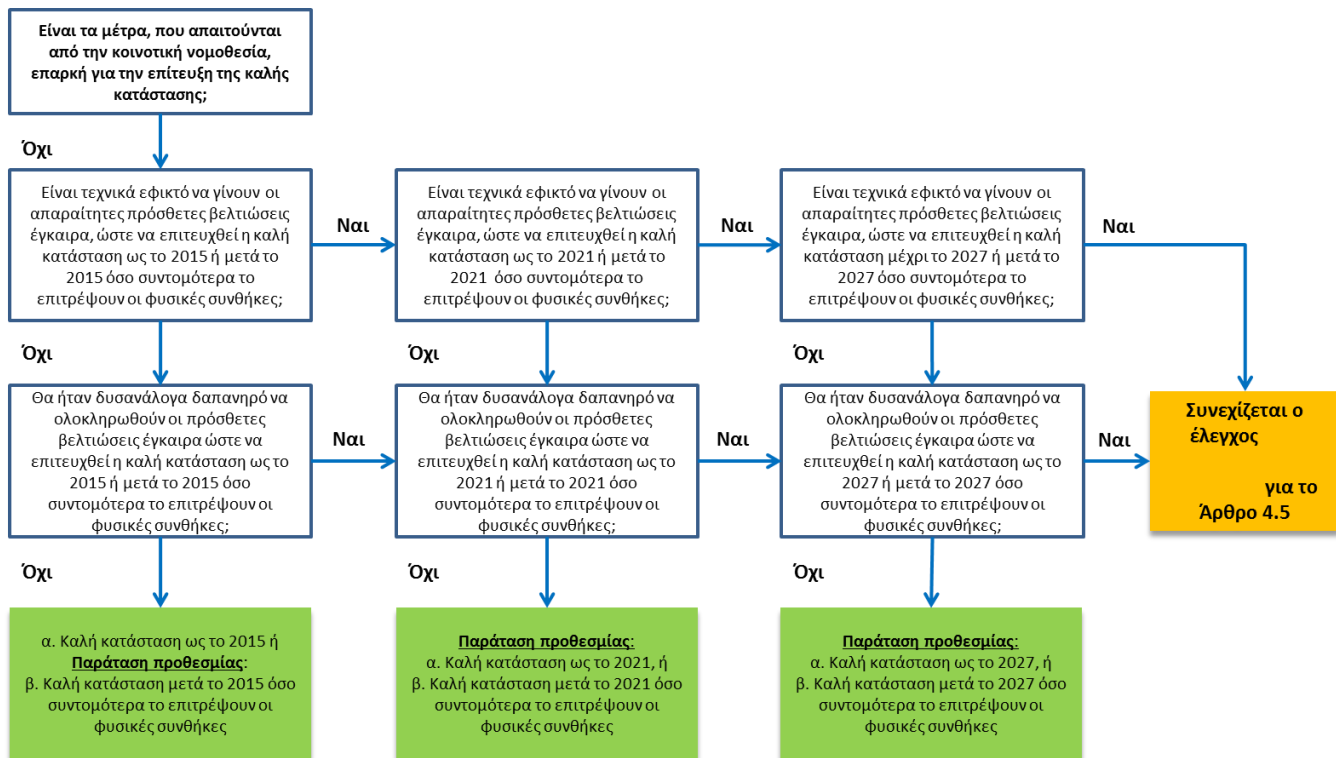 Είναι τα μέτρα, που απαιτούνται
από την κοινοτική νομοθεσία,
επαρκή για την επίτευξη της καλής
κατάστασης;
Όχι
Είναι τεχνικά εφικτό να γίνουν οι
απαραίτητες πρόσθετες βελτιώσεις
έγκαιρα, ώστε να επιτευχθεί η καλή
κατάσταση ως το 2015 ή μετά το
2015 όσο συντομότερα το
επιτρέψουν οι φυσικές συνθήκες;
Ναι
Είναι τεχνικά εφικτό να γίνουν οι
απαραίτητες πρόσθετες βελτιώσεις
έγκαιρα, ώστε να επιτευχθεί η καλή
κατάσταση ως το 2021 ή μετά το
2021 όσο συντομότερα το
επιτρέψουν οι φυσικές συνθήκες;
Ναι
Είναι τεχνικά εφικτό να γίνουν οι
απαραίτητες πρόσθετες βελτιώσεις
έγκαιρα, ώστε να επιτευχθεί η καλή
κατάσταση μέχρι το 2027 ή μετά το
2027 όσο συντομότερα το
επιτρέψουν οι φυσικές συνθήκες;
Ναι
Όχι
Όχι
Όχι
Θα ήταν δυσανάλογα δαπανηρό να
ολοκληρωθούν οι πρόσθετες
βελτιώσεις έγκαιρα ώστε να
επιτευχθεί η καλή κατάσταση ως το
2015 ή μετά το 2015 όσο
συντομότερα το επιτρέψουν οι
φυσικές συνθήκες;
Ναι
Θα ήταν δυσανάλογα δαπανηρό να
ολοκληρωθούν οι πρόσθετες
βελτιώσεις έγκαιρα ώστε να
επιτευχθεί η καλή κατάσταση ως το
2021 ή μετά το 2021 όσο
συντομότερα το επιτρέψουν οι
φυσικές συνθήκες;
Ναι
Θα ήταν δυσανάλογα δαπανηρό να
ολοκληρωθούν οι πρόσθετες
βελτιώσεις έγκαιρα ώστε να
επιτευχθεί η καλή κατάσταση ως το
2027 ή μετά το 2027 όσο
συντομότερα το επιτρέψουν οι
φυσικές συνθήκες;
Ναι
Συνεχίζεται ο
έλεγχος
για το
Άρθρο 4.5
Όχι
Όχι
Όχι
α. Καλή κατάσταση ως το 2015 ή
Παράταση προθεσμίας:
β. Καλή κατάσταση μετά το 2015 όσο
συντομότερα το επιτρέψουν οι
φυσικές συνθήκες
Παράταση προθεσμίας:
α. Καλή κατάσταση ως το 2021, ή
β. Καλή κατάσταση μετά το 2021 όσο
συντομότερα το επιτρέψουν οι
φυσικές συνθήκες
Παράταση προθεσμίας:
α. Καλή κατάσταση ως το 2027, ή
β. Καλή κατάσταση μετά το 2027 όσο
συντομότερα το επιτρέψουν οι
φυσικές συνθήκες